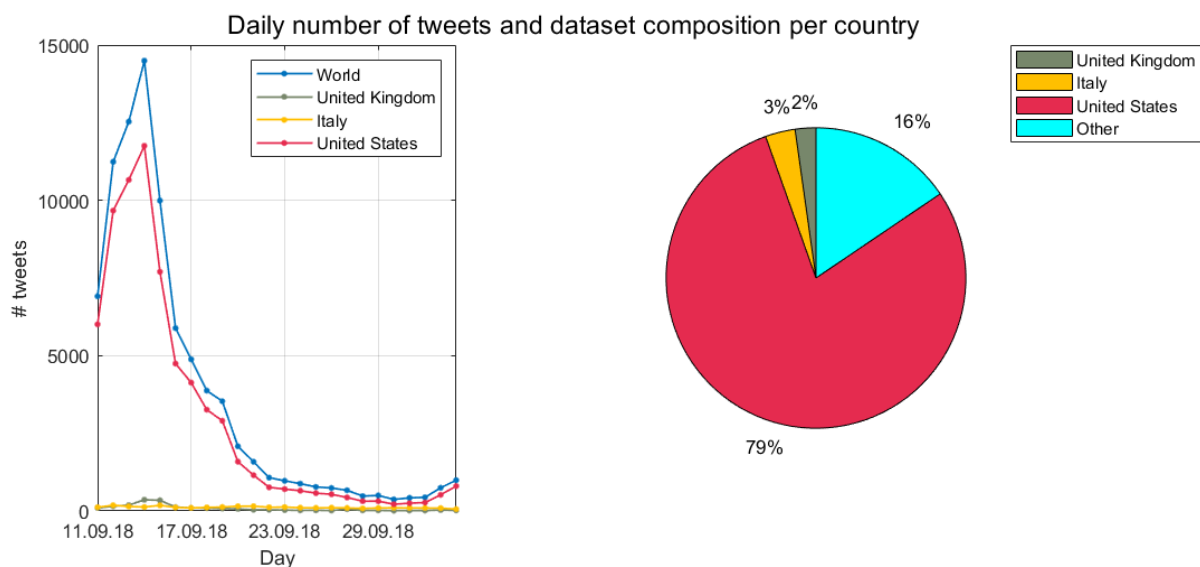 Daily number of tweets and dataset composition per country
15000
10000
5000
0
# tweets
11.09.18 17.09.18 23.09.18 29.09.18
Day
World
United Kingdom
Italy
United States
3% 2%
16%
79%
United Kingdom
Italy
United States
Other